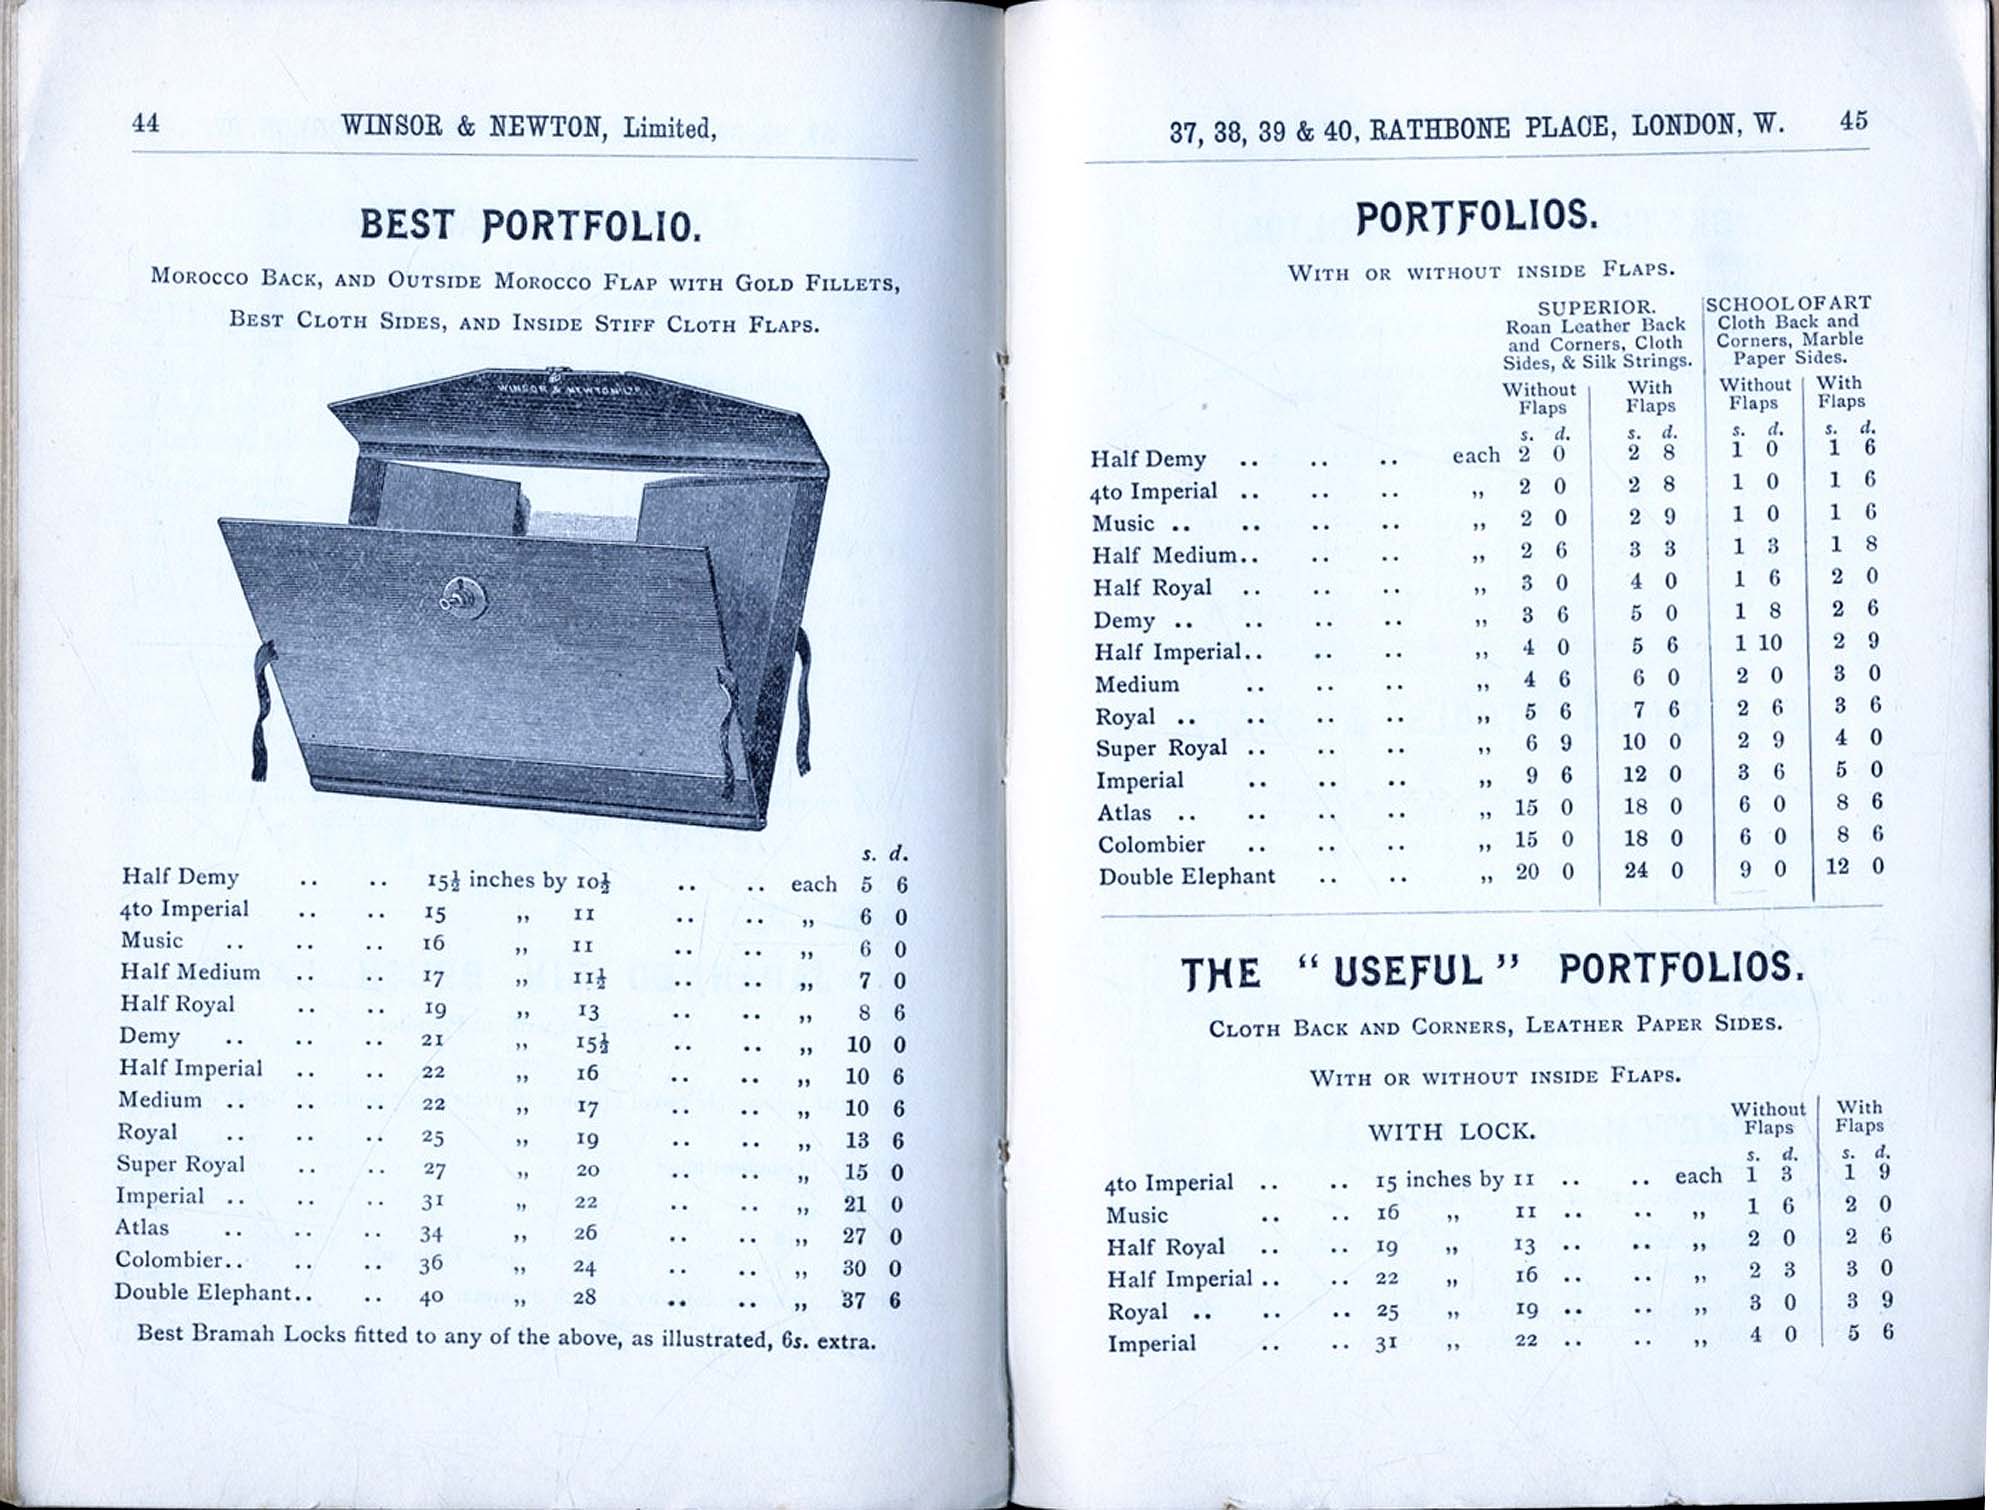 44 WINSOR & NEWTON, Limited,
BEST PORTFOLIO.
Morocco Back, and Outside Morocco Flap with Gold Fillets,
Best Cloth Sides, and Inside Stiff Cloth Flaps.
WINSOR & NEWTON LTD
s. d.
Half Demy .. .. 15½ inches by 10½ .. .. each 5 6
4to Imperial .. .. 15 ,, 11 .. .. ,, 6 0
Music .. .. .. 16 ,, 11 .. .. ,, 6 0
Half Medium .. .. 17 ,, 11½ .. .. ,, 7 0
Half Royal .. .. 19 ,, 13 .. .. ,, 8 6
Demy .. .. .. 21 ,, 15½ .. .. ,, 10 0
Half Imperial .. .. 22 ,, 16 .. .. ,, 10 6
Medium .. .. .. 22 ,, 17 .. .. ,, 10 6
Royal .. .. .. 25 ,, 19 .. .. ,, 13 6
Super Royal .. .. 27 ,, 20 .. .. ,, 15 0
Imperial .. .. .. 31 ,, 22 .. .. ,, 21 0
Atlas .. .. .. 34 ,, 26 .. .. ,, 27 0
Colombier.. .. .. 36 ,, 24 .. .. ,, 30 0
Double Elephant.. .. 40 ,, 28 .. .. ,, 37 6
Best Bramah Locks fitted to any of the above, as illustrated, 6s. extra.
37, 38, 39 & 40, RATHBONE PLACE, LONDON, W. 45
PORTFOLIOS.
With or without inside Flaps.
SUPERIOR. SCHOOL OF ART
Roan Leather Back Cloth Back and
and Corners, Cloth Corners, Marble
Sides, & Silk Strings. Paper Sides.
Without With Without With
Flaps Flaps Flaps Flaps
s. d. s. d. s. d. s. d.
Half Demy .. .. .. each 2 0 2 8 1 0 1 6
4to Imperial .. .. .. ,, 2 0 2 8 1 0 1 6
Music .. .. .. .. ,, 2 0 2 9 1 0 1 6
Half Medium.. .. .. ,, 2 6 3 3 1 3 1 8
Half Royal .. .. .. ,, 3 0 4 0 1 6 2 0
Demy .. .. .. .. ,, 3 6 5 0 1 8 2 6
Half Imperial.. .. .. ,, 4 0 5 6 1 10 2 9
Medium .. .. .. ,, 4 6 6 0 2 0 3 0
Royal .. .. .. .. ,, 5 6 7 6 2 6 3 6
Super Royal .. .. .. ,, 6 9 10 0 2 9 4 0
Imperial .. .. .. ,, 9 6 12 0 3 6 5 0
Atlas .. .. .. .. ,, 15 0 18 0 6 0 8 6
Colombier .. .. .. ,, 15 0 18 0 6 0 8 6
Double Elephant .. .. ,, 20 0 24 0 9 0 12 0
THE "USEFUL" PORTFOLIOS.
Cloth Back and Corners, Leather Paper Sides.
With or without inside Flaps.
Without With
WITH LOCK. Flaps Flaps
s. d. s. d.
4to Imperial .. .. 15 inches by 11 .. .. each 1 3 1 9
Music .. .. 16 ,, 11 .. .. ,, 1 6 2 0
Half Royal .. .. 19 ,, 13 .. .. ,, 2 0 2 6
Half Imperial .. .. 22 ,, 16 .. .. ,, 2 3 3 0
Royal .. .. .. 25 ,, 19 .. .. ,, 3 0 3 9
Imperial .. .. 31 ,, 22 .. .. ,, 4 0 5 6